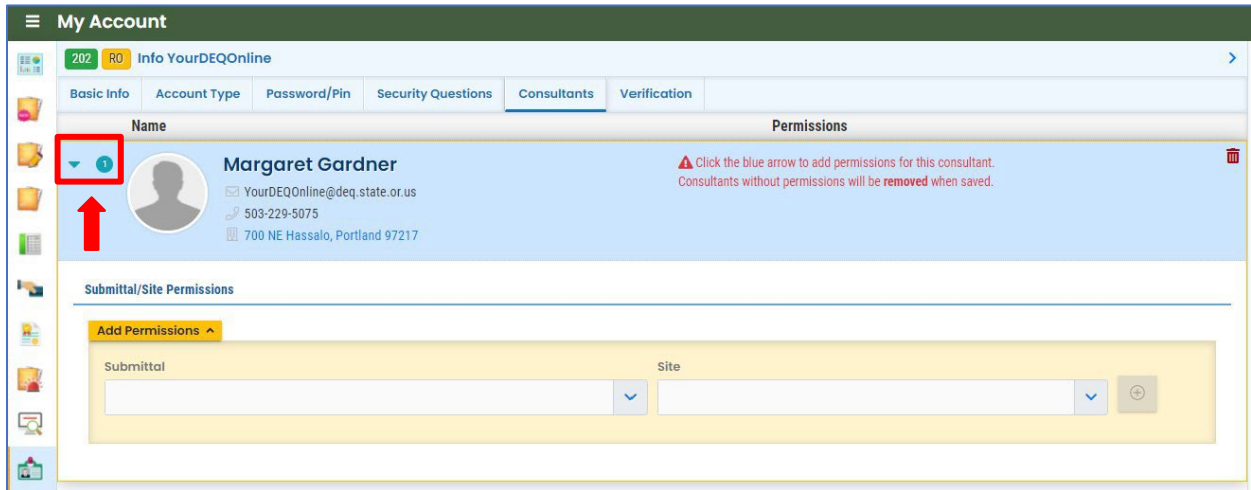 My Account
202 RO Info YourDEQOnline
Basic Info Account Type Password/Pin Security Questions Consultants Verification
Name Permissions
1
Margaret Gardner
YourDEQOnline@deq.state.or.us
503-229-5075
700 NE Hassalo, Portland 97217
Click the blue arrow to add permissions for this consultant.
Consultants without permissions will be removed when saved.
Submittal/Site Permissions
Add Permissions
Submittal Site